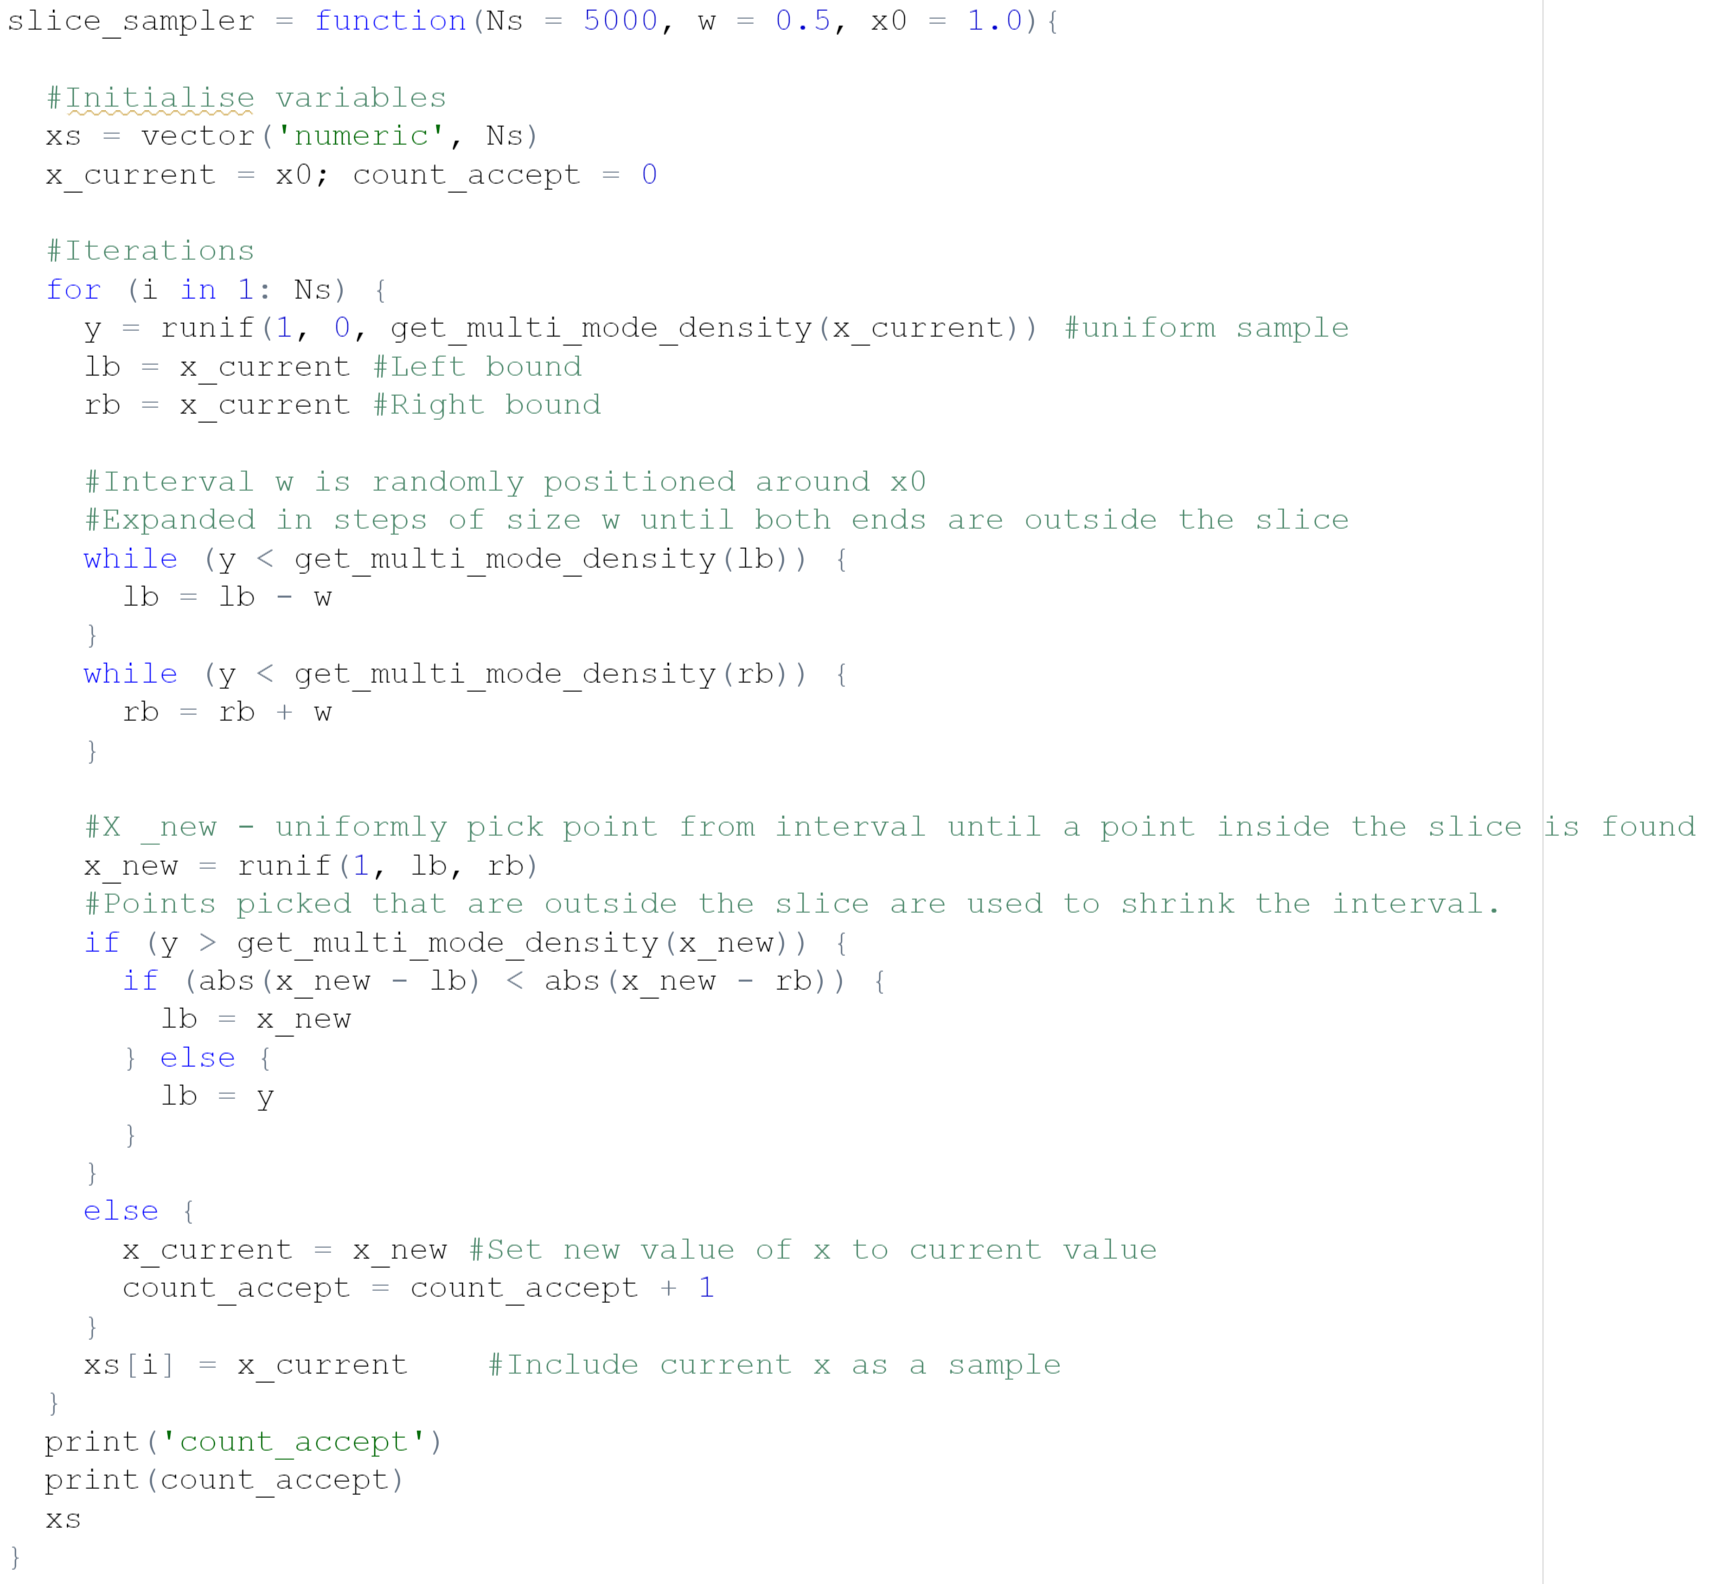 slice_sampler = function(Ns = 5000, w = 0.5, x0 = 1.0){
#Initialise variables
xs = vector('numeric', Ns)
x_current = x0; count_accept = 0
#Iterations
for (i in 1: Ns) {
y = runif(1, 0, get_multi_mode_density(x_current)) #uniform sample
lb = x_current #Left bound
rb = x_current #Right bound
#Interval w is randomly positioned around x0
#Expanded in steps of size w until both ends are outside the slice
while (y < get_multi_mode_density(lb)) {
lb = lb - w
}
while (y < get_multi_mode_density(rb)) {
rb = rb + w
}
#X _new - uniformly pick point from interval until a point inside the slice is found
x_new = runif(1, lb, rb)
#Points picked that are outside the slice are used to shrink the interval.
if (y > get_multi_mode_density(x_new)) {
if (abs(x_new - lb) < abs(x_new - rb)) {
lb = x_new
} else {
lb = y
}
}
else {
x_current = x_new #Set new value of x to current value
count_accept = count_accept + 1
}
xs[i] = x_current #Include current x as a sample
}
print('count_accept')
print(count_accept)
xs
}